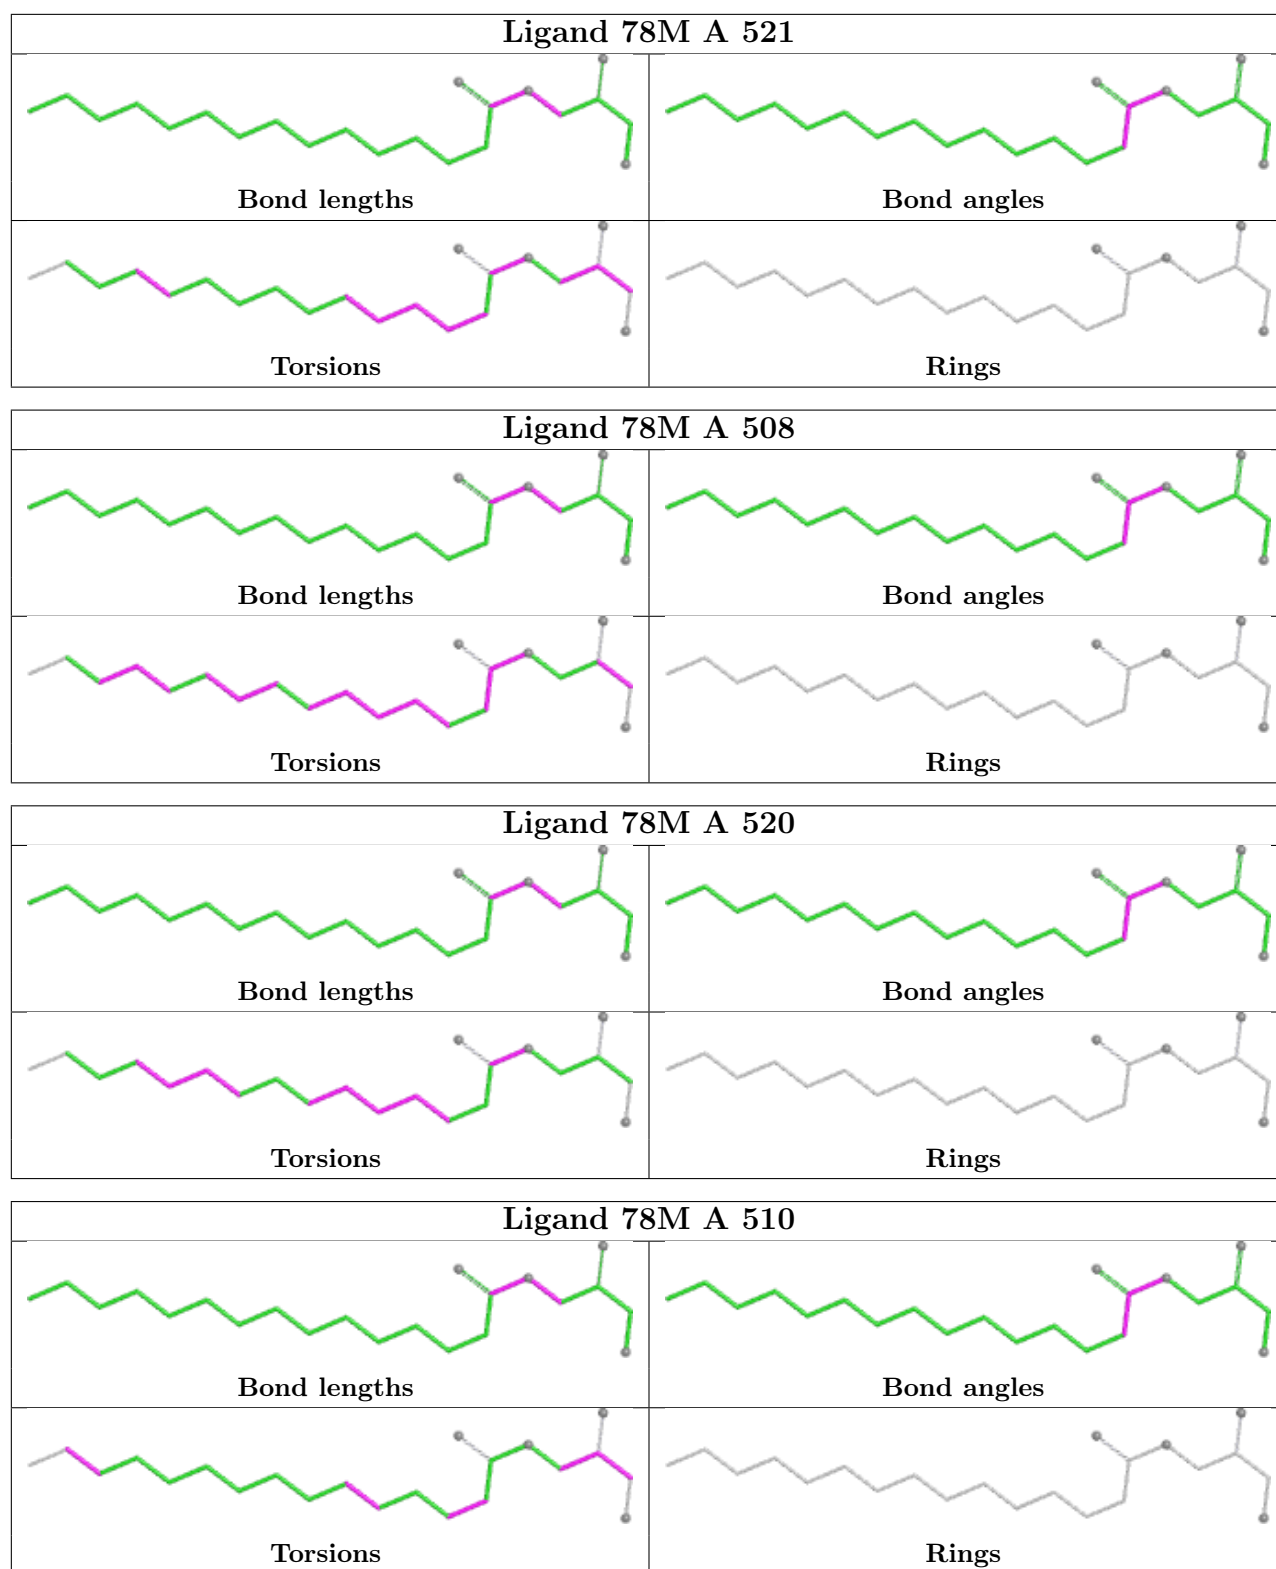 Ligand 78M A 521
Bond lengths
Bond angles
Torsions
Rings
Ligand 78M A 508
Bond lengths
Bond angles
Torsions
Rings
Ligand 78M A 520
Bond lengths
Bond angles
Torsions
Rings
Ligand 78M A 510
Bond lengths
Bond angles
Torsions
Rings